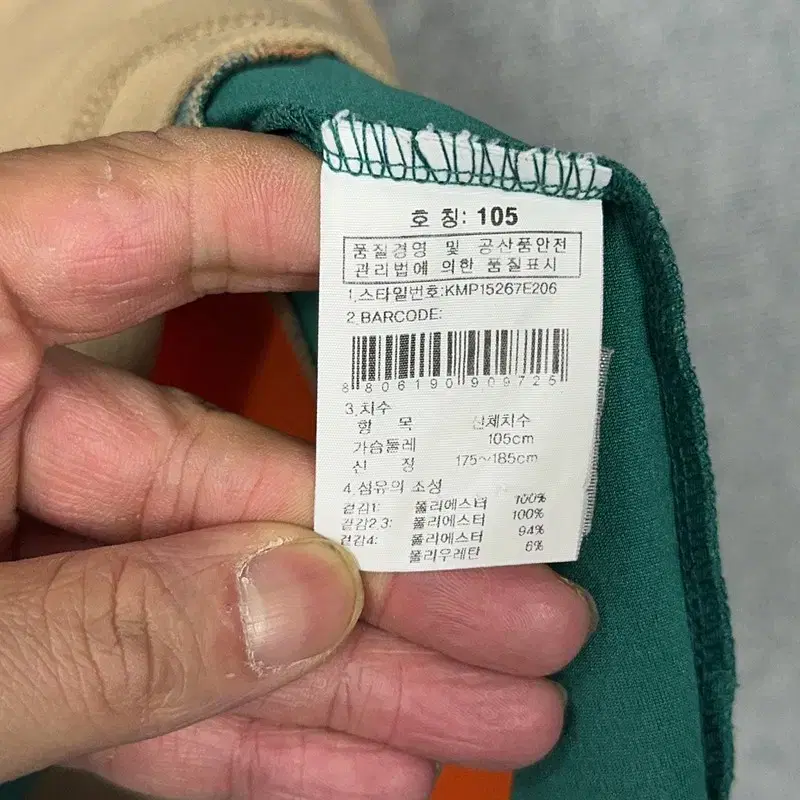 호 칭: 105
품질경영 및 공산품안전
관리법에 의한 품질표시
1.스타일번호:KMP15267E206
2.BARCODE:
8 806190 909725
3.치수
항 목 신체치수
가슴둘레 105cm
신 장 175~185cm
4.섬유의 조성
겉감1: 폴리에스터 100%
겉감2.3: 폴리에스터 100%
겉감4: 폴리에스터 94%
폴리우레탄 6%